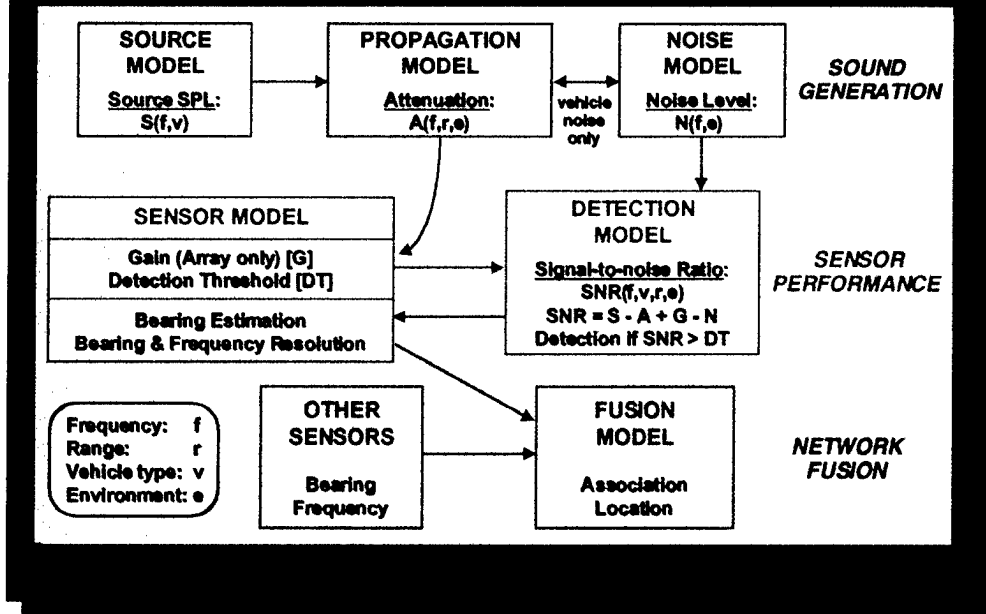 SOURCE
MODEL
Source SPL:
S(f,v)
PROPAGATION
MODEL
Attenuation:
A(f,r,e)
vehicle
noise
only
NOISE
MODEL
Noise Level:
N(f,e)
SOUND
GENERATION
SENSOR MODEL
Gain (Array only) [G]
Detection Threshold [DT]
Bearing Estimation
Bearing & Frequency Resolution
DETECTION
MODEL
Signal-to-noise Ratio:
SNR(f,v,r,e)
SNR = S - A + G - N
Detection if SNR > DT
SENSOR
PERFORMANCE
Frequency: f
Range: r
Vehicle type: v
Environment: e
OTHER
SENSORS
Bearing
Frequency
FUSION
MODEL
Association
Location
NETWORK
FUSION